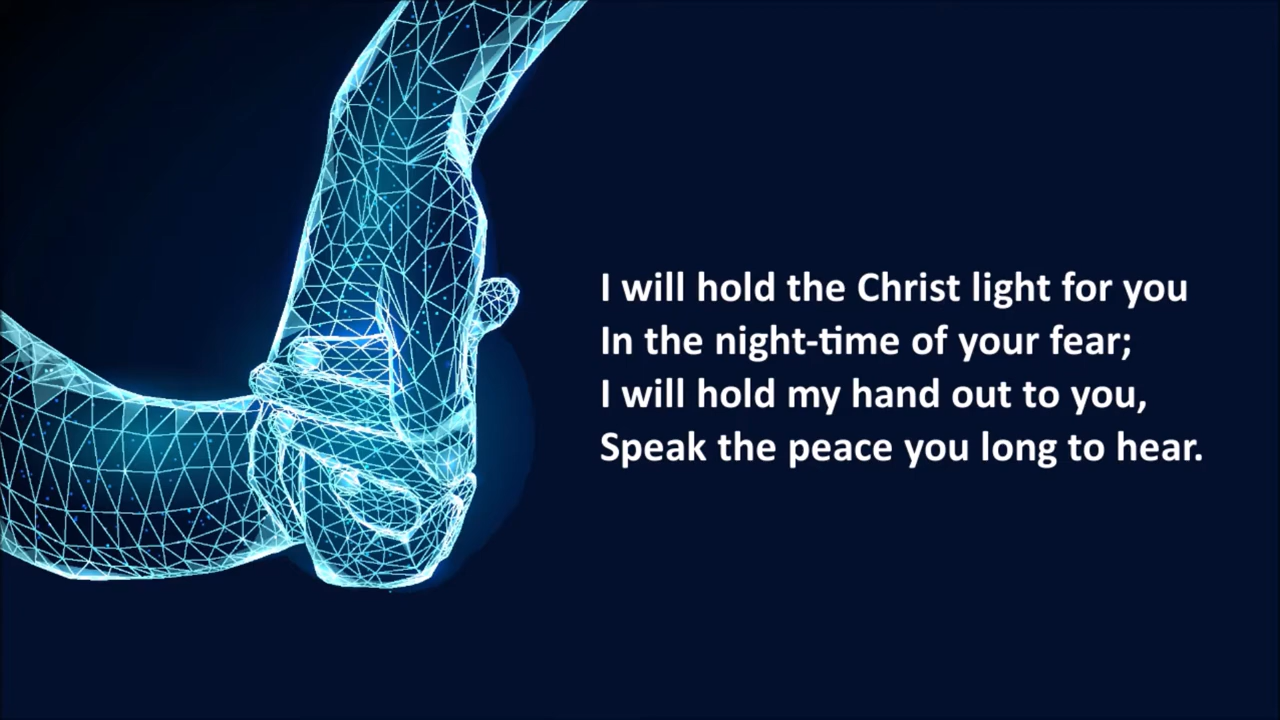 I will hold the Christ light for you
In the night-time of your fear;
I will hold my hand out to you,
Speak the peace you long to hear.